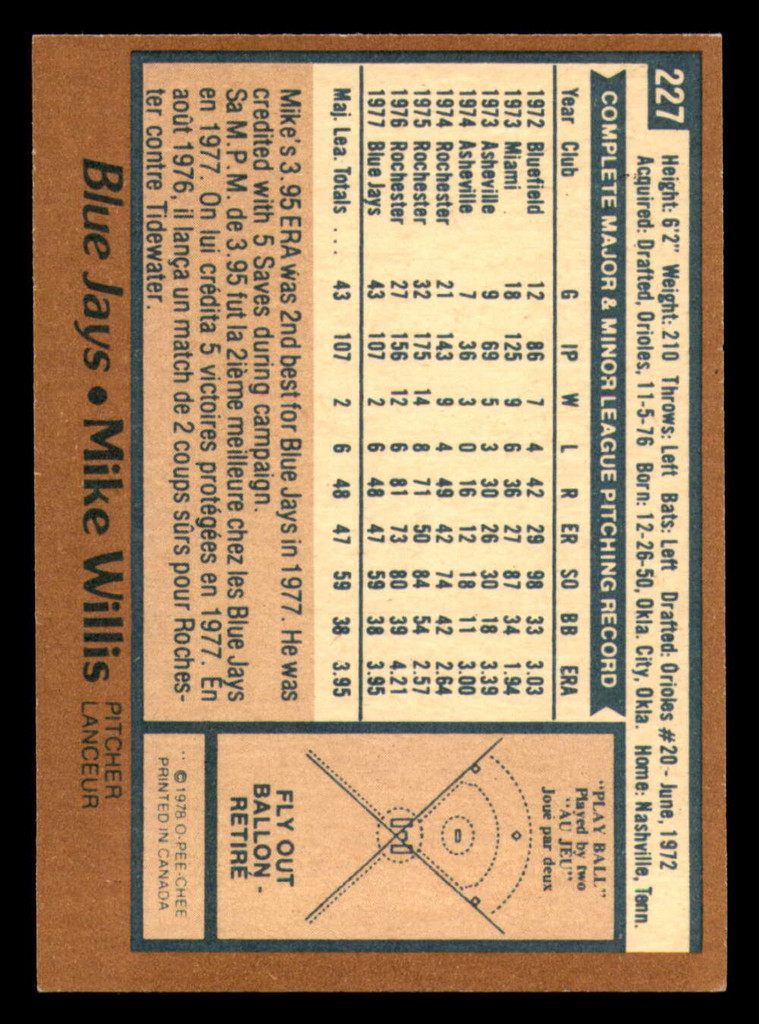 227
Height: 6'2" Weight: 210 Throws: Left Bats: Left Drafted: Orioles #20 - June, 1972
Acquired: Drafted, Orioles, 11-5-76 Born: 12-26-50, Okla. City, Okla. Home: Nashville, Tenn.
COMPLETE MAJOR & MINOR LEAGUE PITCHING RECORD
Year Club G IP W L R ER SO BB ERA
1972 Bluefield 12 86 7 4 42 29 98 33 3.03
1973 Miami 18 125 9 6 36 27 87 34 1.94
1973 Asheville 9 69 5 3 30 26 30 18 3.39
1974 Asheville 7 36 3 0 16 12 18 11 3.00
1974 Rochester 21 143 9 4 49 42 74 42 2.64
1975 Rochester 32 175 14 8 71 50 84 54 2.57
1976 Rochester 27 156 12 6 81 73 80 39 4.21
1977 Blue Jays 43 107 2 6 48 47 59 38 3.95
Maj. Lea. Totals ... 43 107 2 6 48 47 59 38 3.95
Mike's 3.95 ERA was 2nd best for Blue Jays in 1977. He was
credited with 5 Saves during campaign.
Sa M.P.M. de 3.95 fut la 2ième meilleure chez les Blue Jays
en 1977. On lui crédita 5 victoires protégées en 1977. En
août 1976, il lança un match de 2 coups sûrs pour Roches-
ter contre Tidewater.
"PLAY BALL"
Played by two
"AU JEU"
Joué par deux
FLY OUT
BALLON -
RETIRÉ
** © 1978 O-PEE-CHEE
PRINTED IN CANADA
Blue Jays • Mike Willis PITCHER
LANCEUR